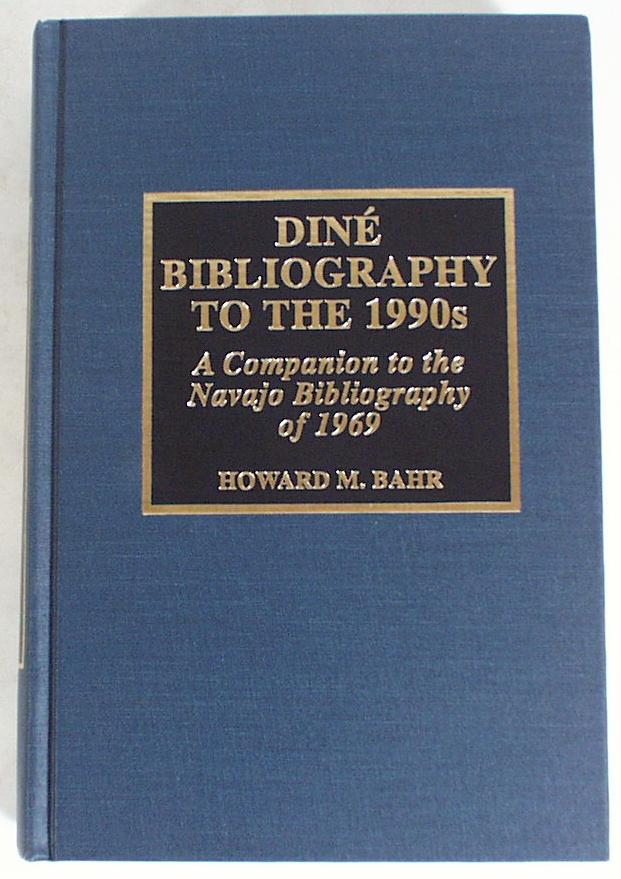 DINÉ
BIBLIOGRAPHY
TO THE 1990s
A Companion to the
Navajo Bibliography
of 1969
HOWARD M. BAHR